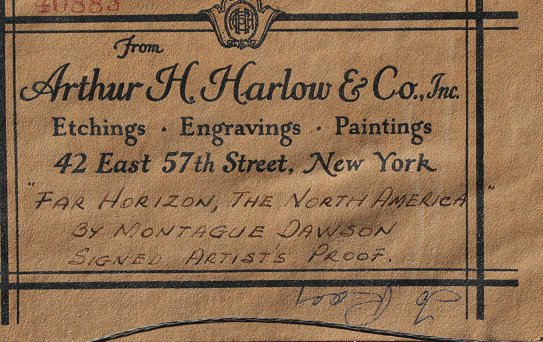 40883
From
Arthur H. Harlow & Co., Inc.
Etchings · Engravings · Paintings
42 East 57th Street, New York
"FAR HORIZON, THE NORTH AMERICA"
BY MONTAGUE DAWSON
SIGNED ARTIST'S PROOF.